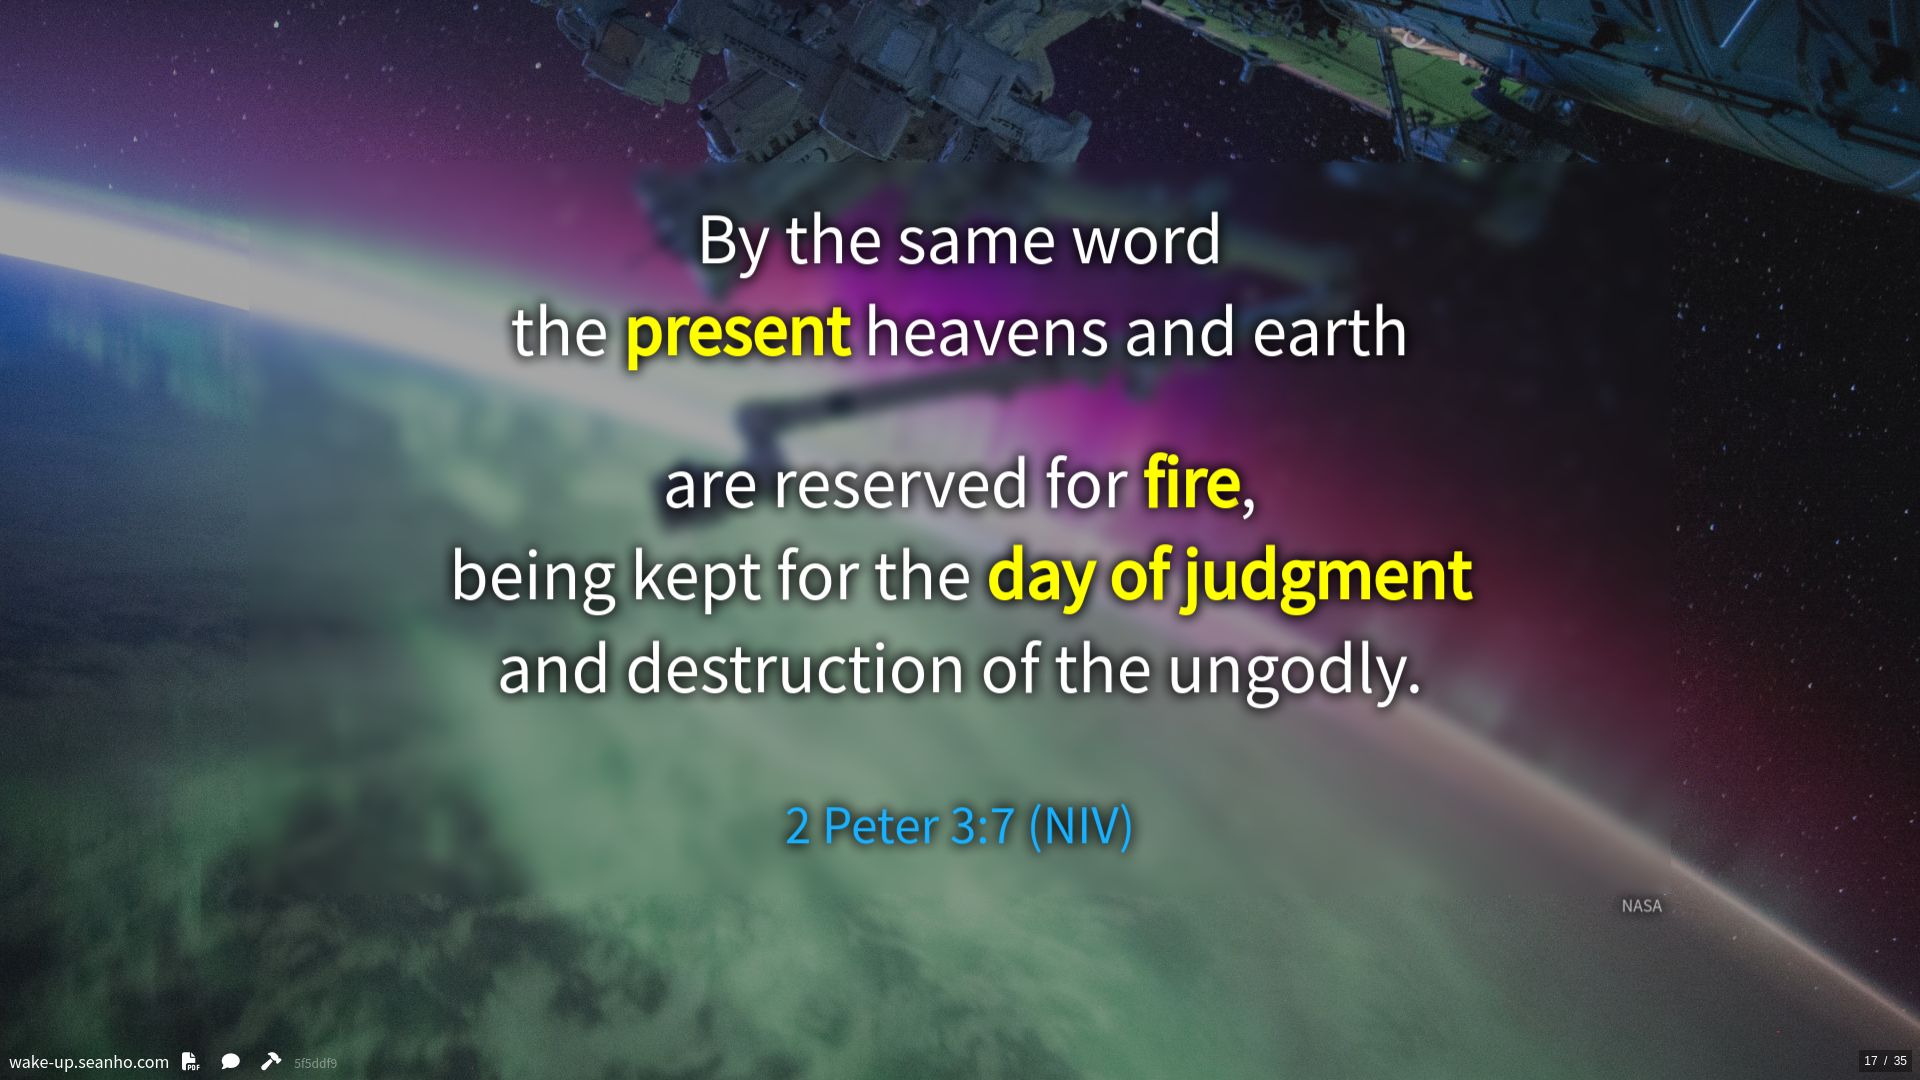 By the same word
the present heavens and earth
are reserved for fire,
being kept for the day of judgment
and destruction of the ungodly.
2 Peter 3:7 (NIV)
NASA
wake-up.seanho.com PDF 5f5ddf9
17 / 35